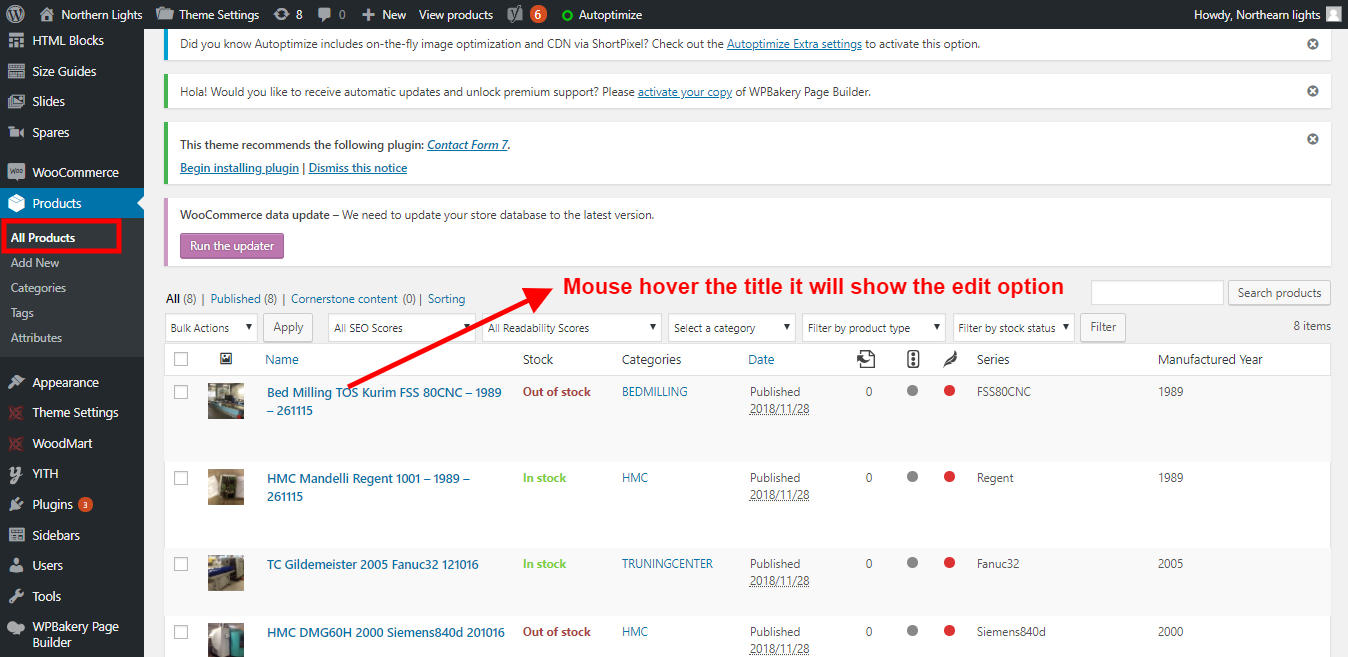 Northern Lights Theme Settings 8 0 New View products 6 Autoptimize Howdy, Northearn lights
HTML Blocks
Size Guides
Slides
Spares
WooCommerce
Products
All Products
Add New
Categories
Tags
Attributes
Appearance
Theme Settings
WoodMart
YITH
Plugins 3
Sidebars
Users
Tools
WPBakery Page
Builder
Did you know Autoptimize includes on-the-fly image optimization and CDN via ShortPixel? Check out the Autoptimize Extra settings to activate this option.
Hola! Would you like to receive automatic updates and unlock premium support? Please activate your copy of WPBakery Page Builder.
This theme recommends the following plugin: Contact Form 7.
Begin installing plugin | Dismiss this notice
WooCommerce data update – We need to update your store database to the latest version.
Run the updater
Mouse hover the title it will show the edit option
All (8) | Published (8) | Cornerstone content (0) | Sorting
Search products
Bulk Actions Apply All SEO Scores All Readability Scores Select a category Filter by product type Filter by stock status Filter 8 items
Name Stock Categories Date Series Manufactured Year
Bed Milling TOS Kurim FSS 80CNC – 1989 Out of stock BEDMILLING Published 0 FSS80CNC 1989
– 261115 2018/11/28
HMC Mandelli Regent 1001 – 1989 – In stock HMC Published 0 Regent 1989
261115 2018/11/28
TC Gildemeister 2005 Fanuc32 121016 In stock TRUNINGCENTER Published 0 Fanuc32 2005
2018/11/28
HMC DMG60H 2000 Siemens840d 201016 Out of stock HMC Published 0 Siemens840d 2000
2018/11/28